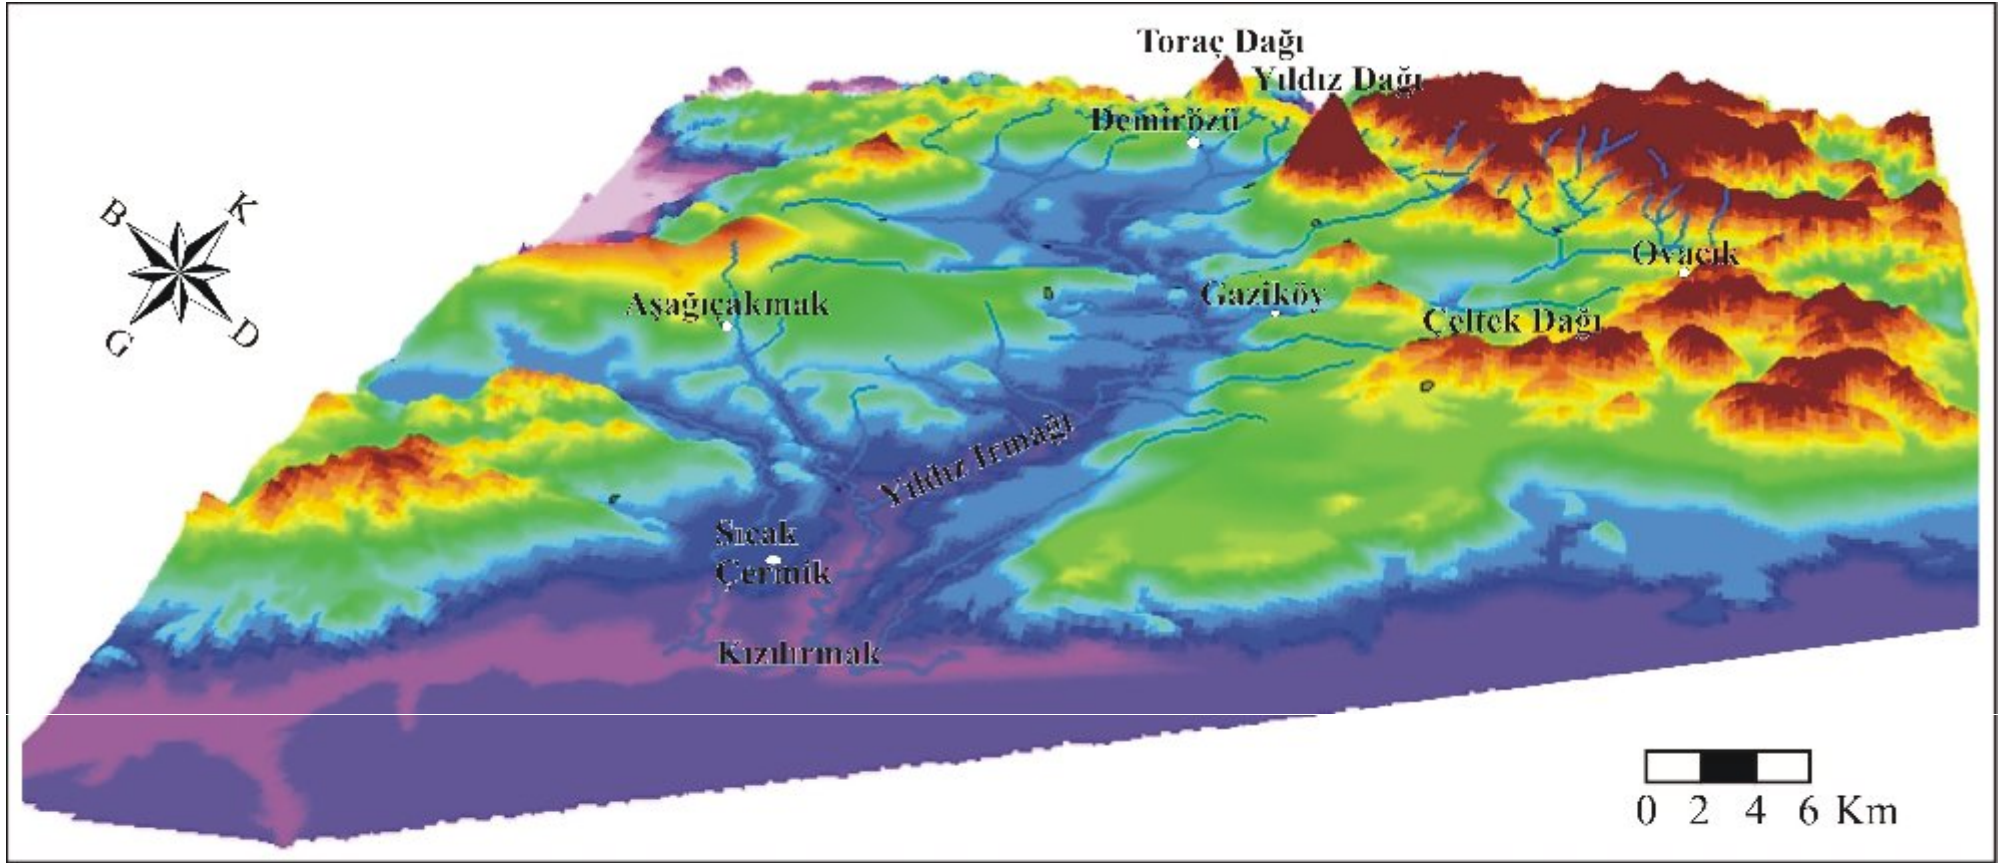 Toraç Dağı
Yıldız Dağı
Demirözü
B
K
G
D
Ovacık
Gaziköy
Aşağıçakmak
Çeltek Dağı
Yıldız Irmağı
Sıcak
Çermik
Kızılırmak
0 2 4 6 Km